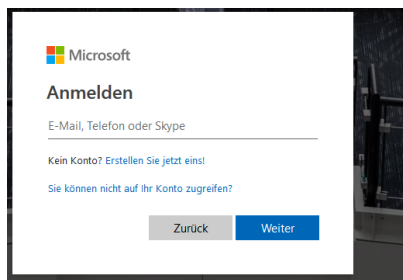 Microsoft
Anmelden
E-Mail, Telefon oder Skype
Kein Konto? Erstellen Sie jetzt eins!
Sie können nicht auf Ihr Konto zugreifen?
Zurück Weiter